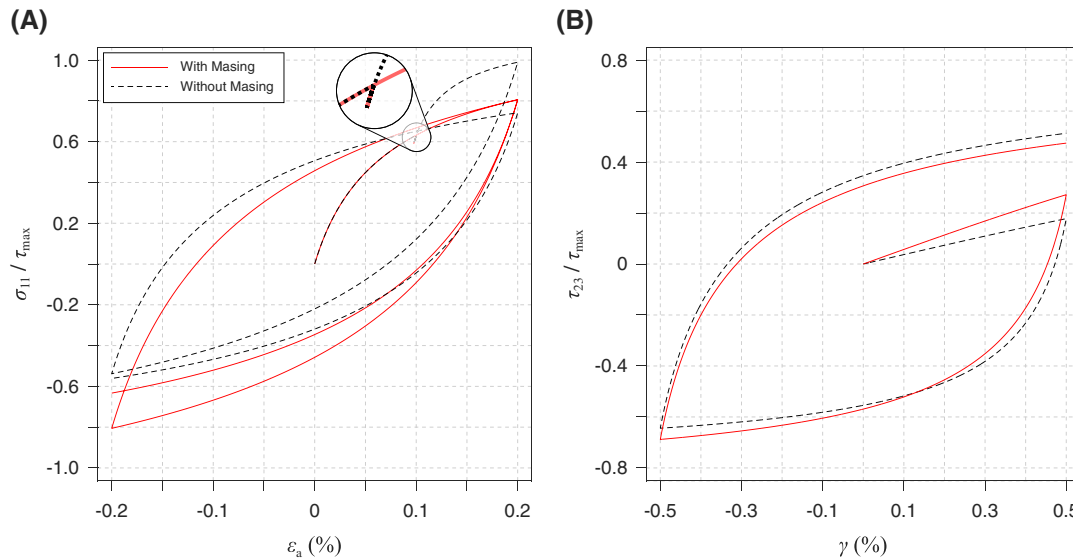 (A)
With Masing
Without Masing
1.0
0.6
0.2
-0.2
-0.6
-1.0
σ11 / τmax
-0.2
-0.1
0
0.1
0.2
εa (%)
(B)
0.8
0.4
0
-0.4
-0.8
τ23 / τmax
-0.5
-0.3
-0.1
0.1
0.3
0.5
γ (%)